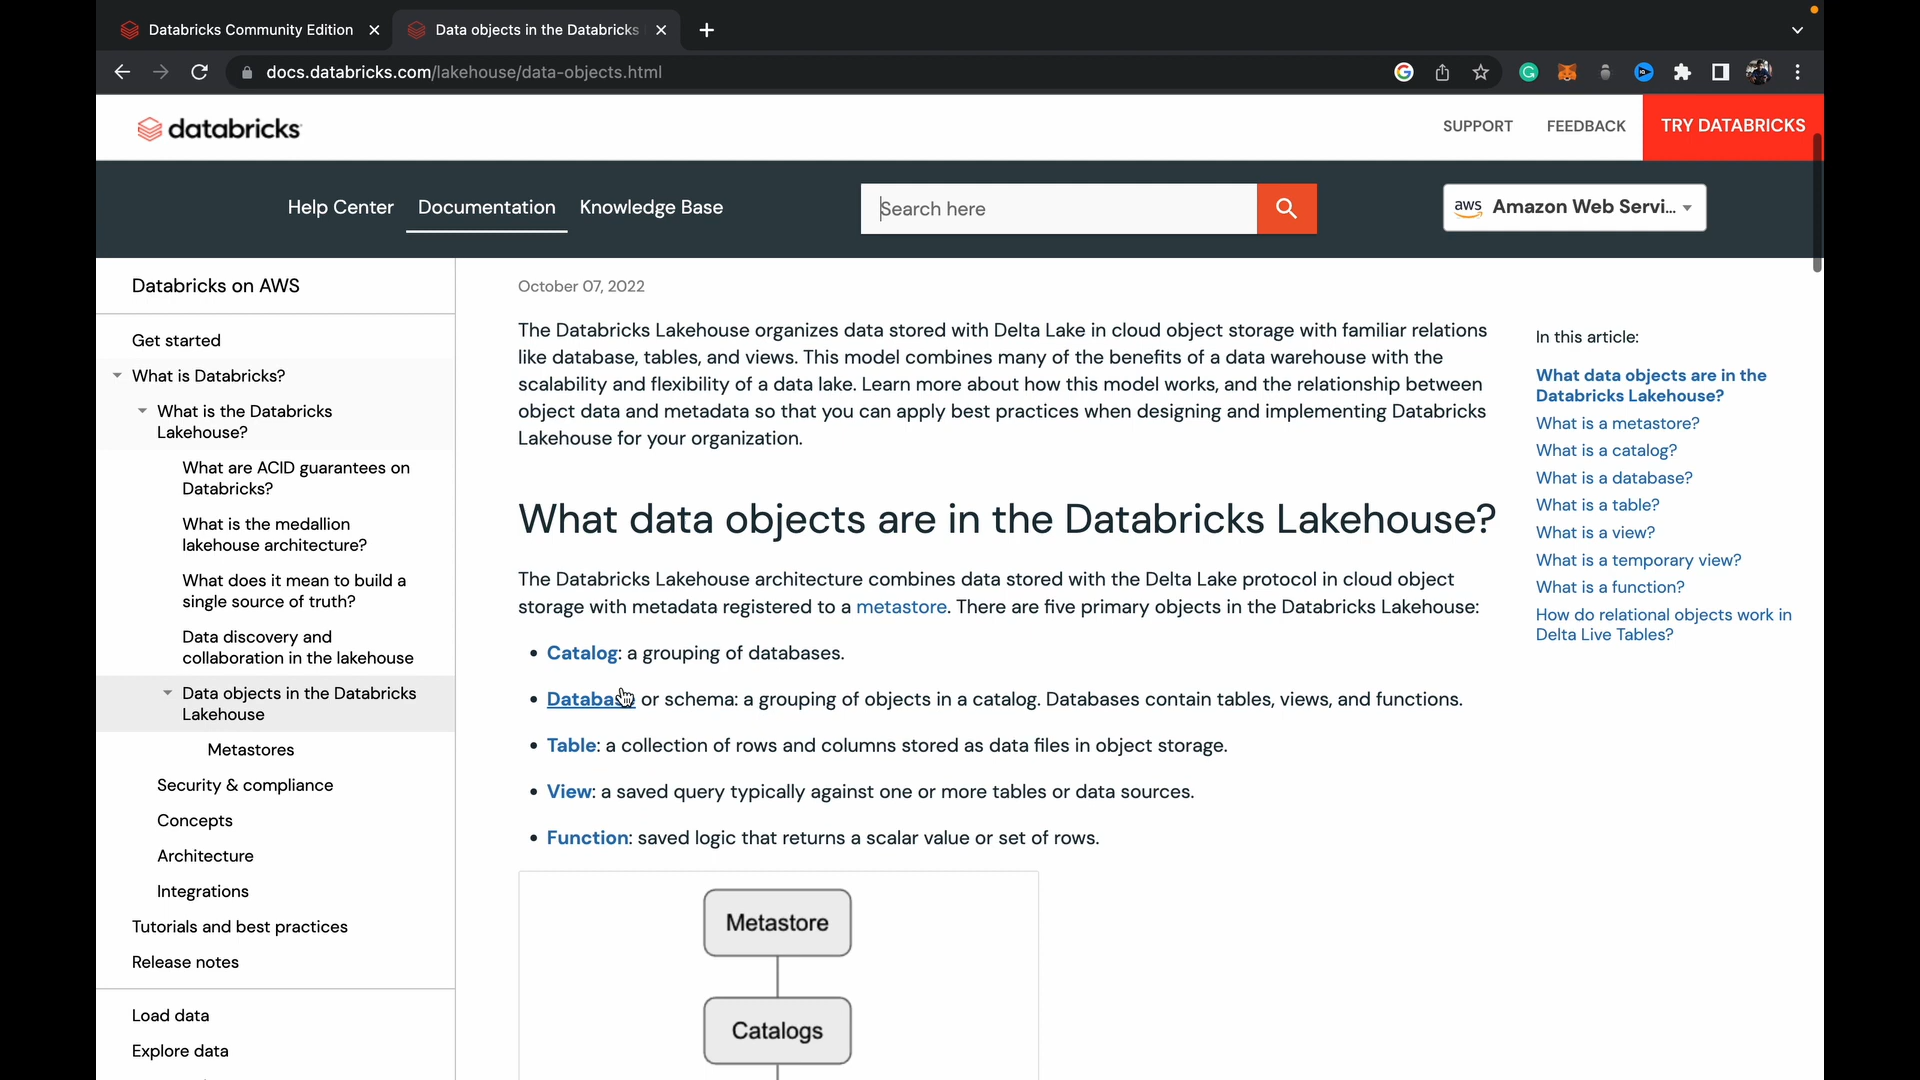 Databricks Community Edition
Data objects in the Databricks
docs.databricks.com/lakehouse/data-objects.html
databricks
SUPPORT
FEEDBACK
TRY DATABRICKS
Help Center
Documentation
Knowledge Base
Search here
aws Amazon Web Servi...
Databricks on AWS
Get started
What is Databricks?
What is the Databricks
Lakehouse?
What are ACID guarantees on
Databricks?
What is the medallion
lakehouse architecture?
What does it mean to build a
single source of truth?
Data discovery and
collaboration in the lakehouse
Data objects in the Databricks
Lakehouse
Metastores
Security & compliance
Concepts
Architecture
Integrations
Tutorials and best practices
Release notes
Load data
Explore data
October 07, 2022
The Databricks Lakehouse organizes data stored with Delta Lake in cloud object storage with familiar relations
like database, tables, and views. This model combines many of the benefits of a data warehouse with the
scalability and flexibility of a data lake. Learn more about how this model works, and the relationship between
object data and metadata so that you can apply best practices when designing and implementing Databricks
Lakehouse for your organization.
What data objects are in the Databricks Lakehouse?
The Databricks Lakehouse architecture combines data stored with the Delta Lake protocol in cloud object
storage with metadata registered to a metastore. There are five primary objects in the Databricks Lakehouse:
• Catalog: a grouping of databases.
• Database or schema: a grouping of objects in a catalog. Databases contain tables, views, and functions.
• Table: a collection of rows and columns stored as data files in object storage.
• View: a saved query typically against one or more tables or data sources.
• Function: saved logic that returns a scalar value or set of rows.
Metastore
Catalogs
In this article:
What data objects are in the
Databricks Lakehouse?
What is a metastore?
What is a catalog?
What is a database?
What is a table?
What is a view?
What is a temporary view?
What is a function?
How do relational objects work in
Delta Live Tables?